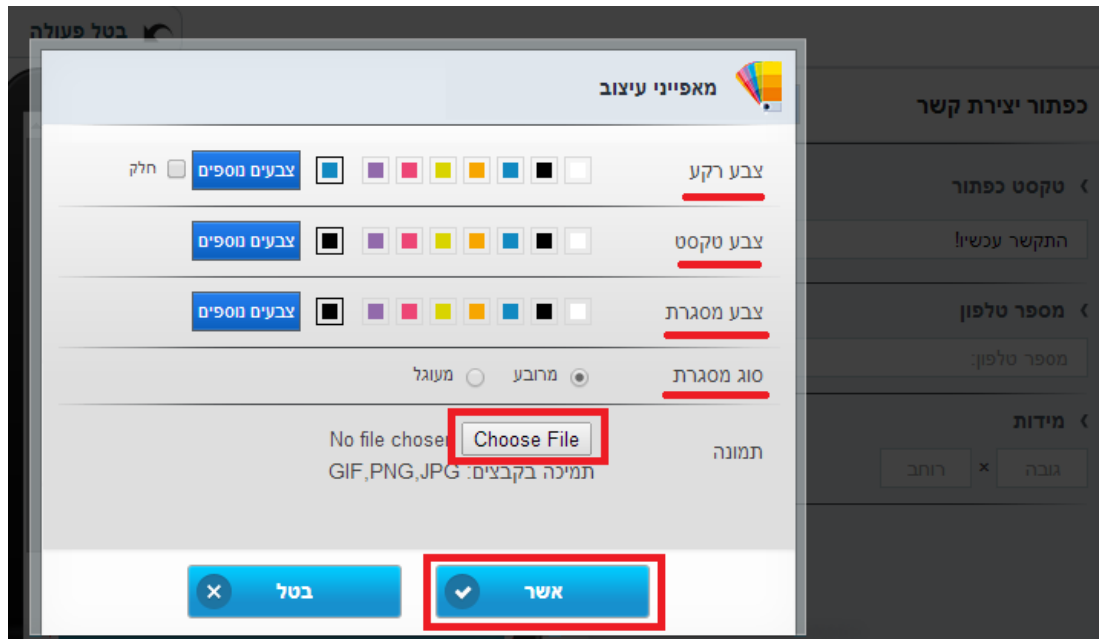 בטל פעולה
מאפייני עיצוב
צבע רקע
צבעים נוספים
חלק
צבע טקסט
צבעים נוספים
צבע מסגרת
צבעים נוספים
סוג מסגרת
מרובע
מעוגל
תמונה
Choose File No file chosen
תמיכה בקבצים: GIF,PNG,JPG
אשר
בטל
כפתור יצירת קשר
טקסט כפתור
התקשר עכשיו!
מספר טלפון
מספר טלפון:
מידות
גובה × רוחב